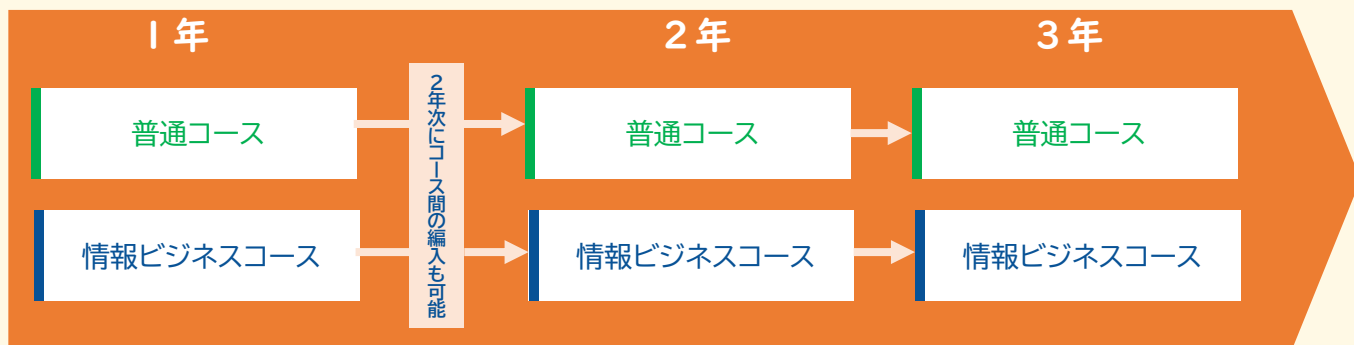 1年
2年
3年
普通コース
2年次にコース間の編入も可能
普通コース
普通コース
情報ビジネスコース
情報ビジネスコース
情報ビジネスコース